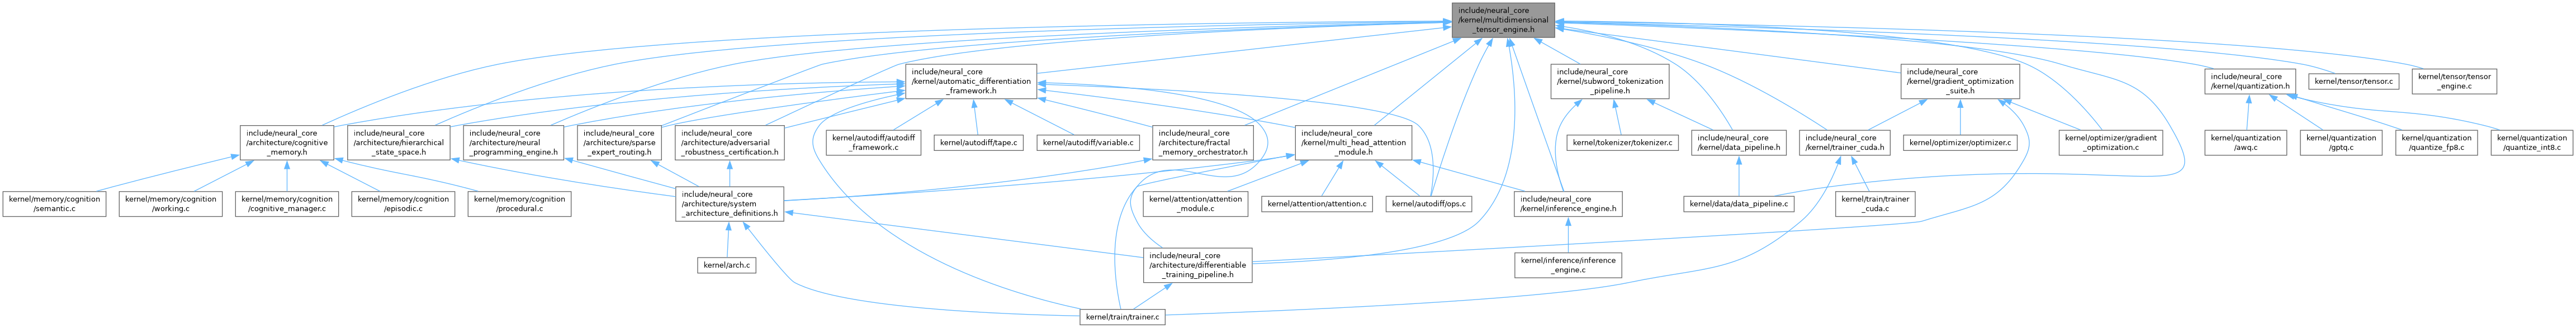 include/neural_core
/kernel/multidimensional
_tensor_engine.h
include/neural_core
/kernel/automatic_differentiation
_framework.h
include/neural_core
/kernel/subword_tokenization
_pipeline.h
include/neural_core
/kernel/gradient_optimization
_suite.h
include/neural_core
/kernel/quantization.h
kernel/tensor/tensor.c
kernel/tensor/tensor
_engine.c
include/neural_core
/architecture/cognitive
_memory.h
include/neural_core
/architecture/hierarchical
_state_space.h
include/neural_core
/architecture/neural
_programming_engine.h
include/neural_core
/architecture/sparse
_expert_routing.h
include/neural_core
/architecture/adversarial
_robustness_certification.h
kernel/autodiff/autodiff
_framework.c
kernel/autodiff/tape.c
kernel/autodiff/variable.c
include/neural_core
/architecture/fractal
_memory_orchestrator.h
include/neural_core
/kernel/multi_head_attention
_module.h
kernel/tokenizer/tokenizer.c
include/neural_core
/kernel/data_pipeline.h
include/neural_core
/kernel/trainer_cuda.h
kernel/optimizer/optimizer.c
kernel/optimizer/gradient
_optimization.c
kernel/quantization
/awq.c
kernel/quantization
/gptq.c
kernel/quantization
/quantize_fp8.c
kernel/quantization
/quantize_int8.c
kernel/memory/cognition
/semantic.c
kernel/memory/cognition
/working.c
kernel/memory/cognition
/cognitive_manager.c
kernel/memory/cognition
/episodic.c
kernel/memory/cognition
/procedural.c
include/neural_core
/architecture/system
_architecture_definitions.h
kernel/attention/attention
_module.c
kernel/attention/attention.c
kernel/autodiff/ops.c
include/neural_core
/kernel/inference_engine.h
kernel/data/data_pipeline.c
kernel/train/trainer
_cuda.c
kernel/arch.c
include/neural_core
/architecture/differentiable
_training_pipeline.h
kernel/inference/inference
_engine.c
kernel/train/trainer.c